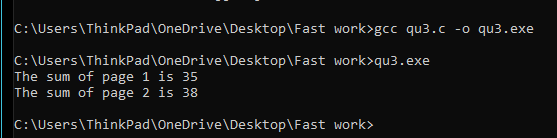 C:\Users\ThinkPad\OneDrive\Desktop\Fast work>gcc qu3.c -o qu3.exe
C:\Users\ThinkPad\OneDrive\Desktop\Fast work>qu3.exe
The sum of page 1 is 35
The sum of page 2 is 38
C:\Users\ThinkPad\OneDrive\Desktop\Fast work>